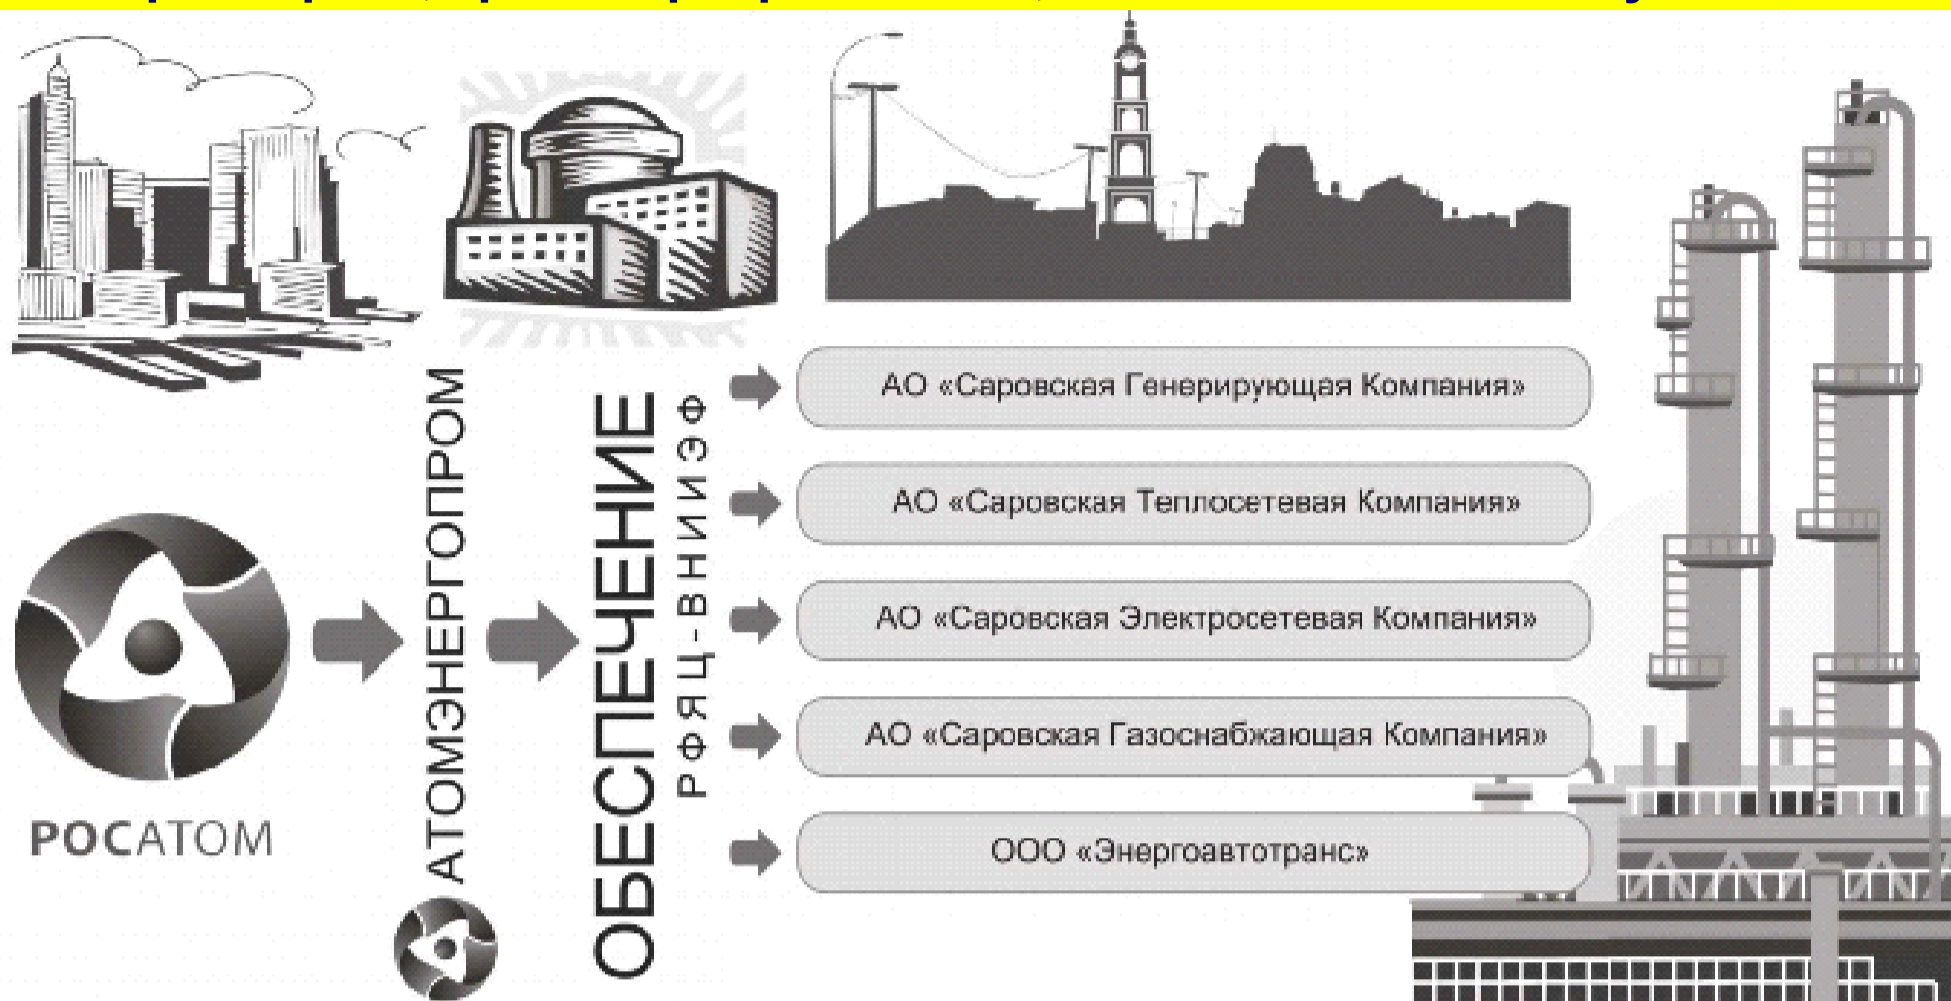 РОСАТОМ
АТОМЭНЕРГОПРОМ
ОБЕСПЕЧЕНИЕ
РФЯЦ-ВНИИЭФ
АО «Саровская Генерирующая Компания»
АО «Саровская Теплосетевая Компания»
АО «Саровская Электросетевая Компания»
АО «Саровская Газоснабжающая Компания»
ООО «Энергоавтотранс»